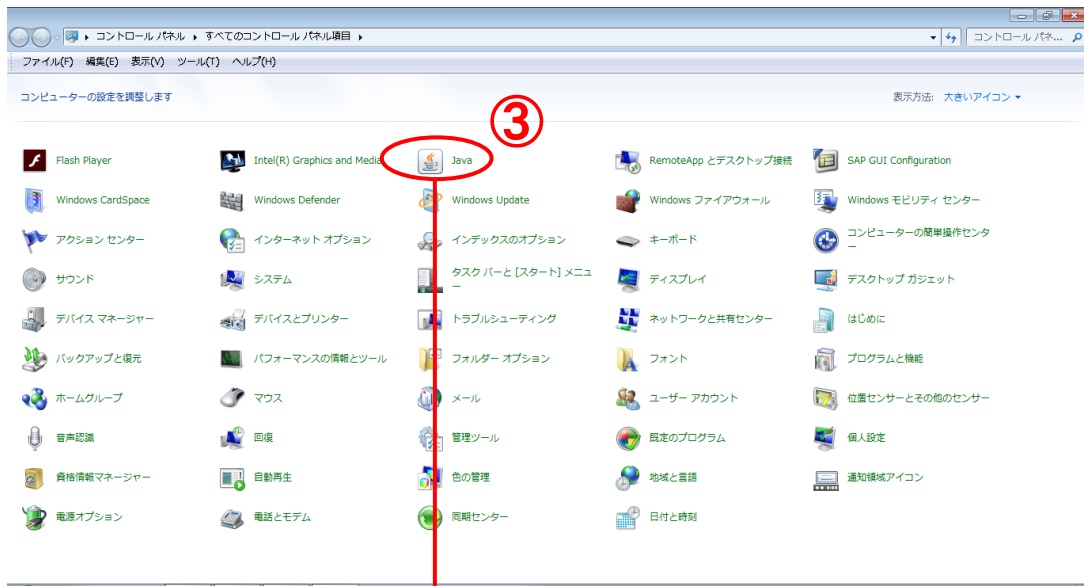 コントロール パネル ▸ すべてのコントロール パネル項目 ▸
コントロール パネ...
ファイル(F) 編集(E) 表示(V) ツール(T) ヘルプ(H)
コンピューターの設定を調整します
表示方法: 大きいアイコン
③
Flash Player
Intel(R) Graphics and Media
Java
RemoteApp とデスクトップ接続
SAP GUI Configuration
Windows CardSpace
Windows Defender
Windows Update
Windows ファイアウォール
Windows モビリティ センター
アクション センター
インターネット オプション
インデックスのオプション
キーボード
コンピューターの簡単操作センタ
ー
サウンド
システム
タスク バーと [スタート] メニュ
ー
ディスプレイ
デスクトップ ガジェット
デバイス マネージャー
デバイスとプリンター
トラブルシューティング
ネットワークと共有センター
はじめに
バックアップと復元
パフォーマンスの情報とツール
フォルダー オプション
フォント
プログラムと機能
ホームグループ
マウス
メール
ユーザー アカウント
位置センサーとその他のセンサー
音声認識
回復
管理ツール
既定のプログラム
個人設定
資格情報マネージャー
自動再生
色の管理
地域と言語
通知領域アイコン
電源オプション
電話とモデム
同期センター
日付と時刻